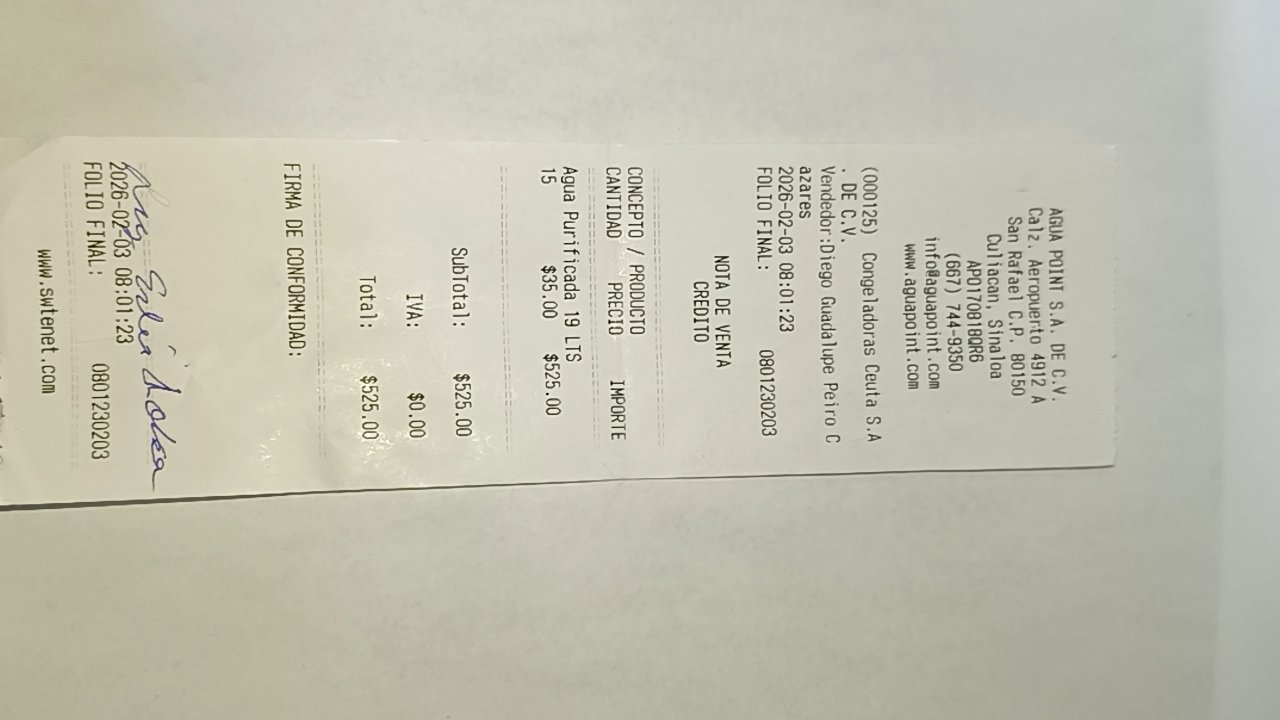 AGUA POINT S.A. DE C.V.
Calz. Aeropuerto 4912 A
San Rafael C.P. 80150
Culiacan, Sinaloa
APO170818QR6
(667) 744-9350
info@aguapoint.com
www.aguapoint.com
(000125) Congeladoras Ceuta S.A
. DE C.V.
Vendedor:Diego Guadalupe Peiro C
azares
2026-02-03 08:01:23
FOLIO FINAL: 0801230203
NOTA DE VENTA
CREDITO
CONCEPTO / PRODUCTO
CANTIDAD PRECIO IMPORTE
Agua Purificada 19 LTS
15 $35.00 $525.00
SubTotal: $525.00
IVA: $0.00
Total: $525.00
FIRMA DE CONFORMIDAD:
2026-02-03 08:01:23
FOLIO FINAL: 0801230203
www.swtenet.com